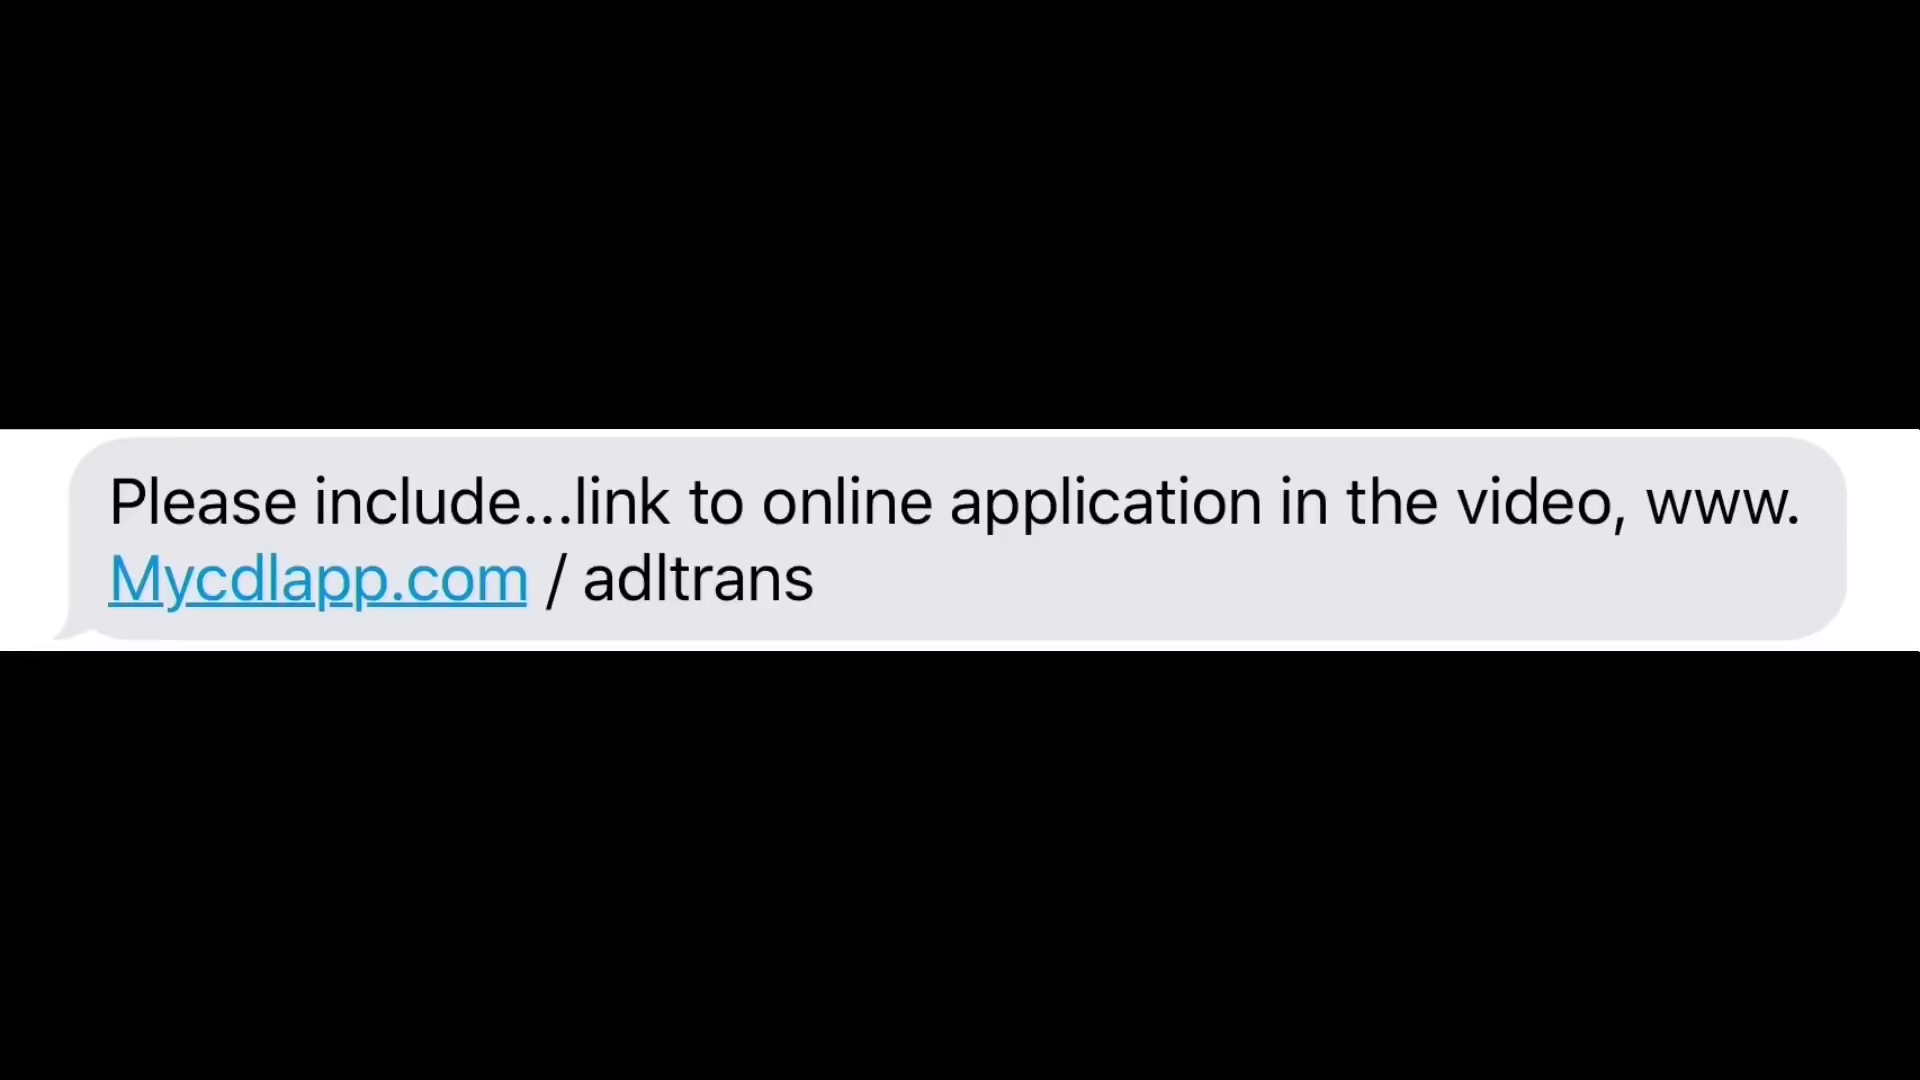 Please include...link to online application in the video, www.
Mycdlapp.com / adltrans